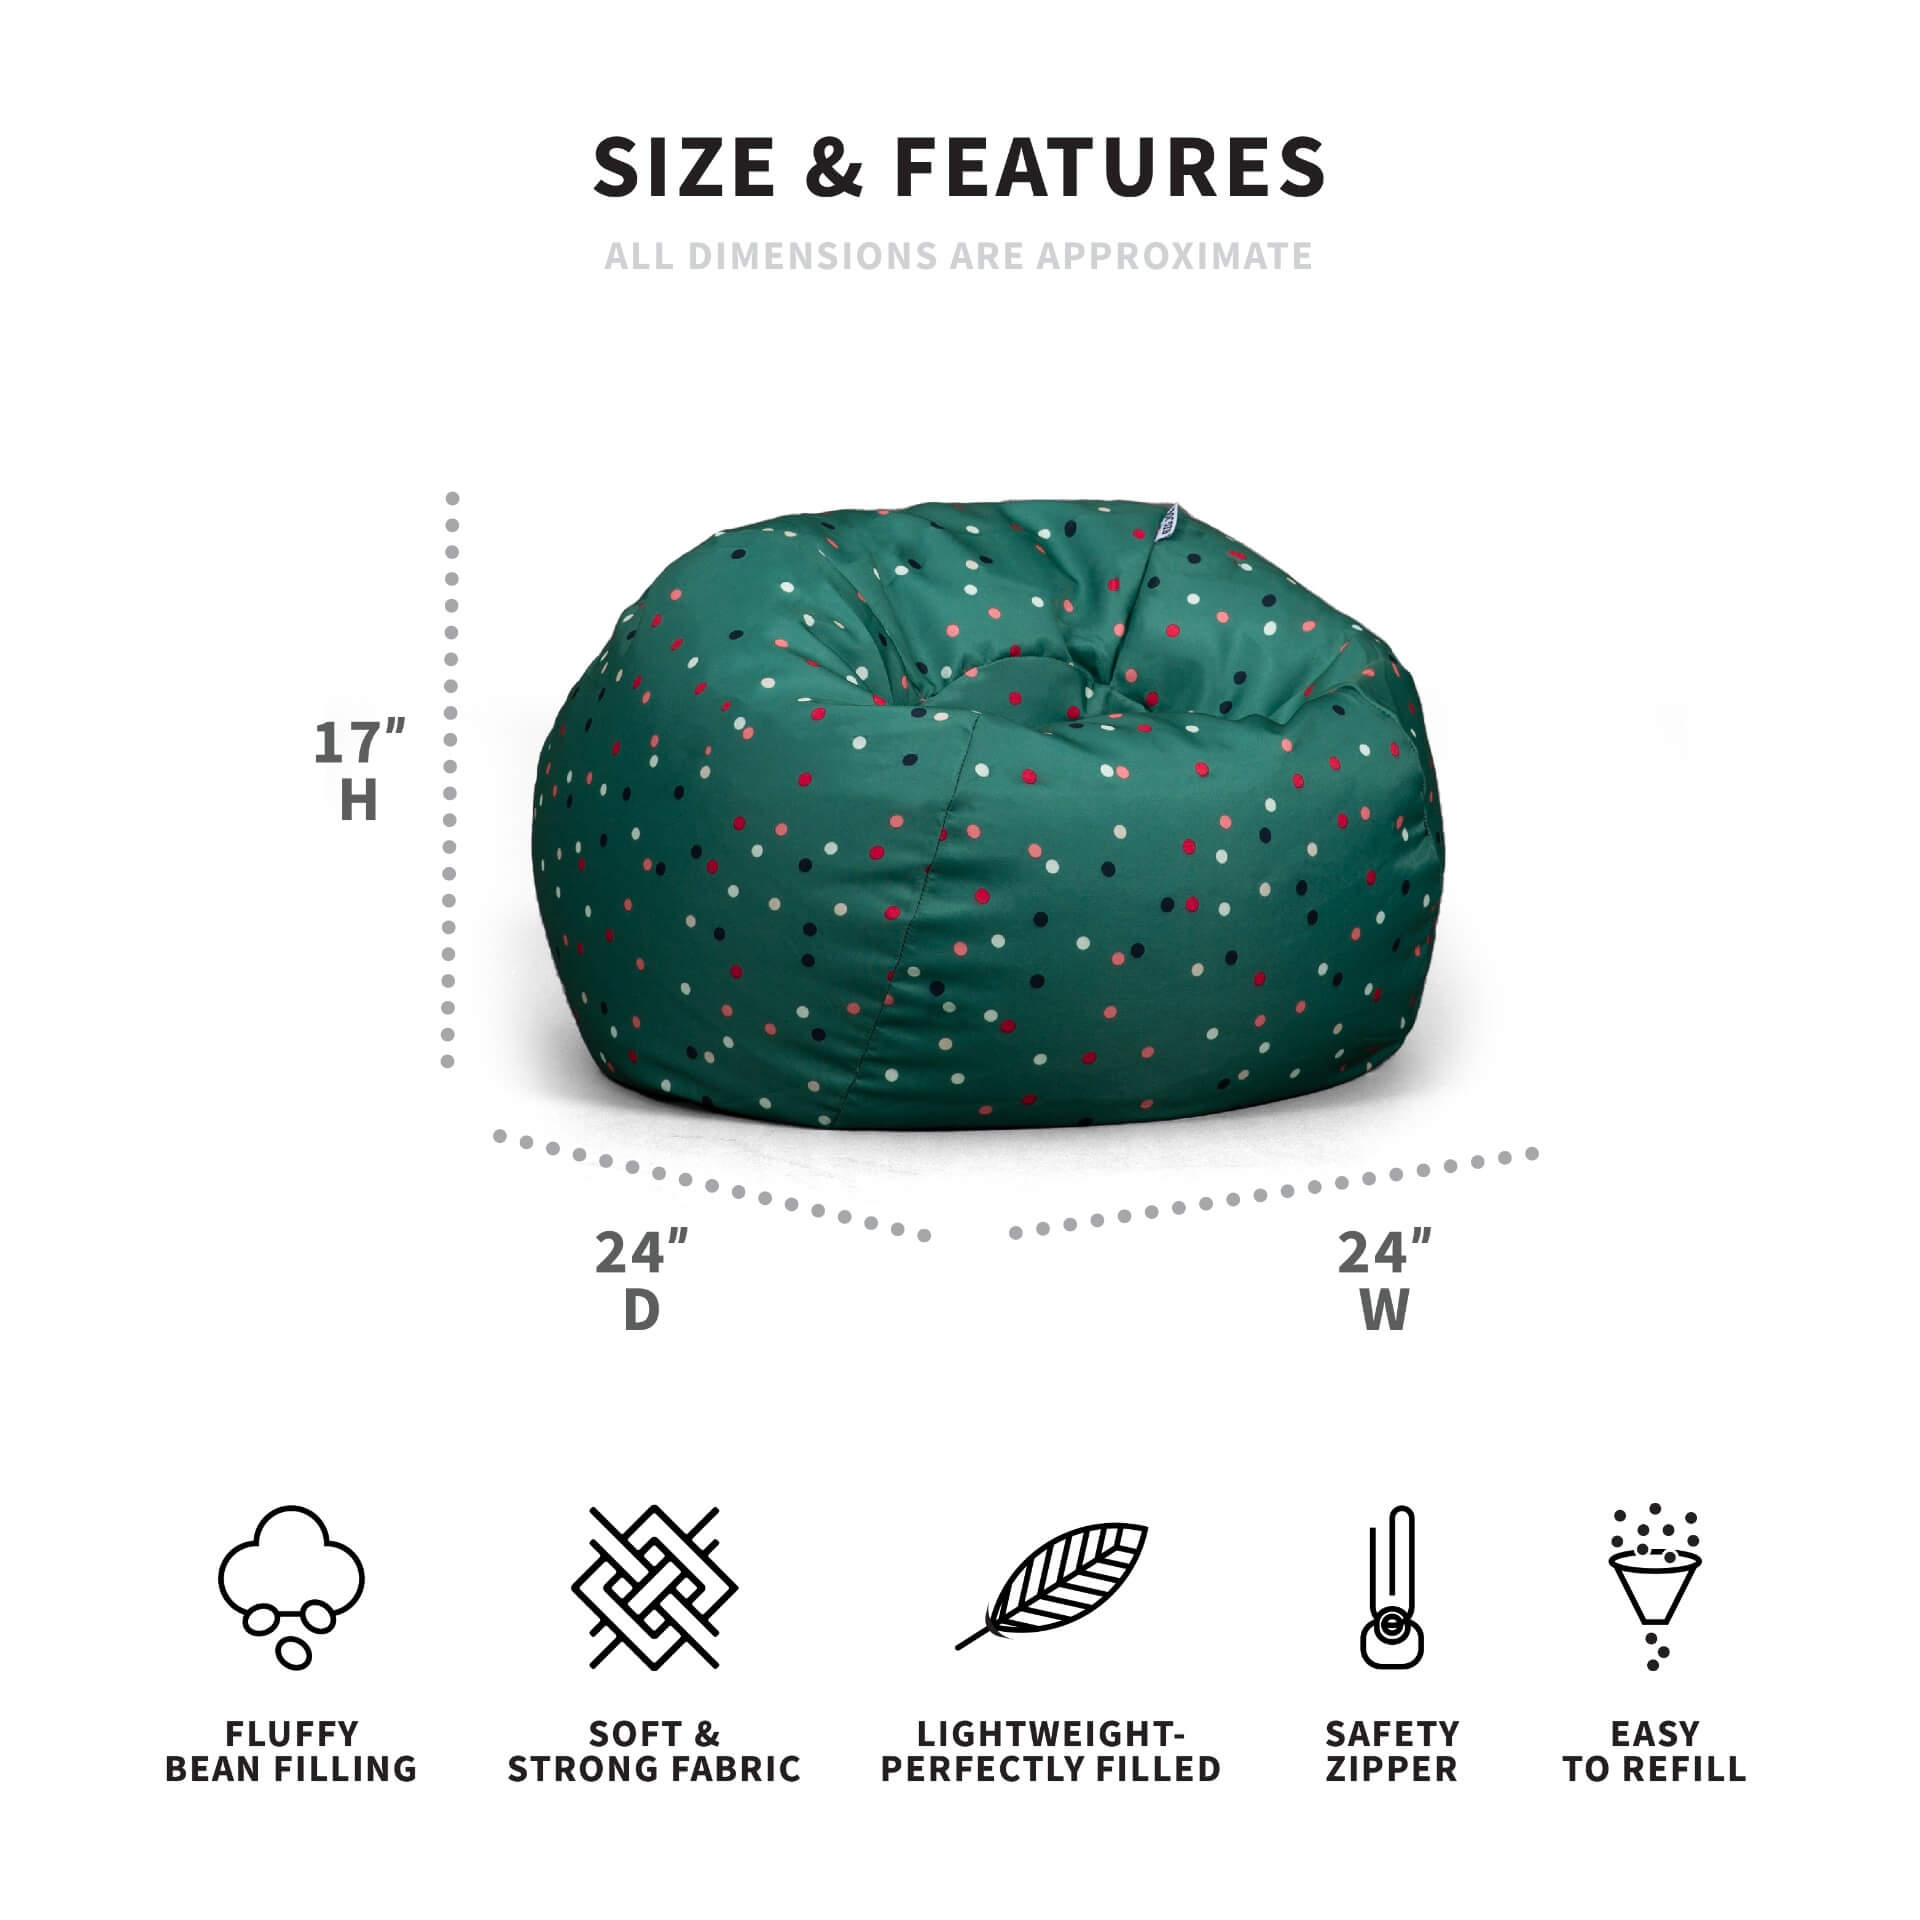 SIZE & FEATURES
ALL DIMENSIONS ARE APPROXIMATE
17"
H
24"
D
24"
W
FLUFFY
BEAN FILLING
SOFT &
STRONG FABRIC
LIGHTWEIGHT-
PERFECTLY FILLED
SAFETY
ZIPPER
EASY
TO REFILL